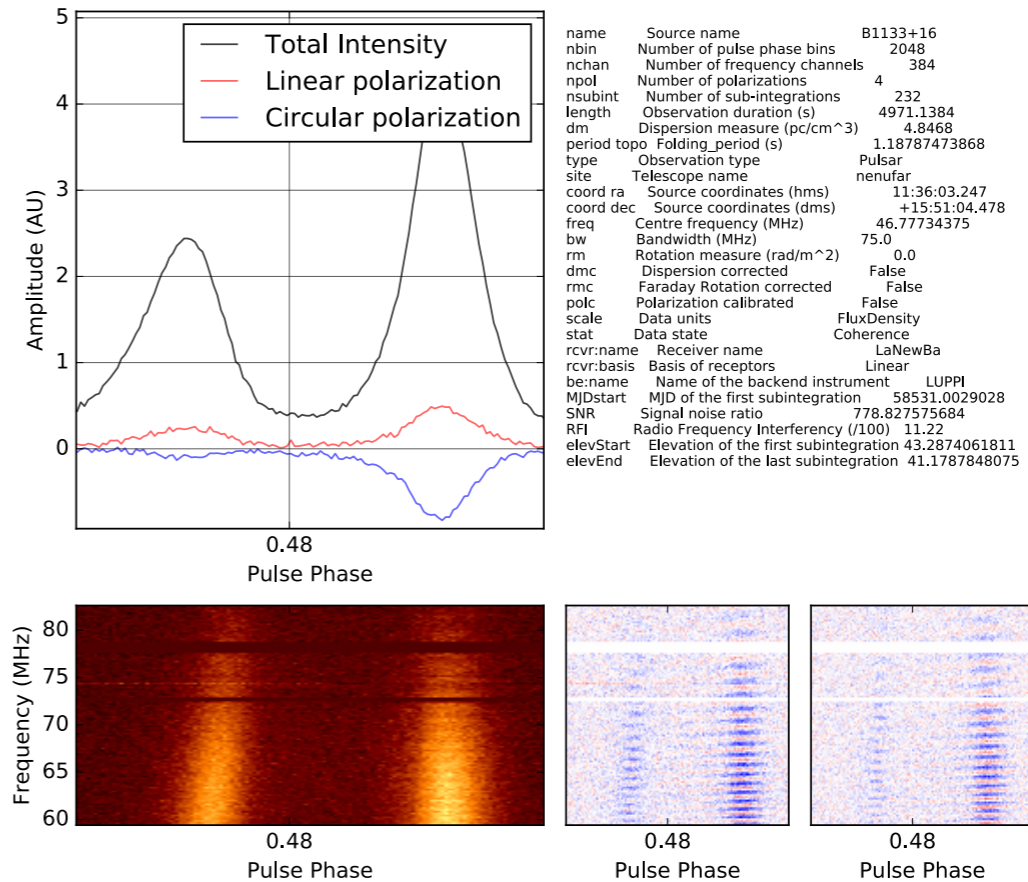 5
4
3
2
1
0
Amplitude (AU)
Total Intensity
Linear polarization
Circular polarization
0.48
Pulse Phase
name Source name B1133+16
nbin Number of pulse phase bins 2048
nchan Number of frequency channels 384
npol Number of polarizations 4
nsubint Number of sub-integrations 232
length Observation duration (s) 4971.1384
dm Dispersion measure (pc/cm^3) 4.8468
period topo Folding_period (s) 1.18787473868
type Observation type Pulsar
site Telescope name nenufar
coord ra Source coordinates (hms) 11:36:03.247
coord dec Source coordinates (dms) +15:51:04.478
freq Centre frequency (MHz) 46.77734375
bw Bandwidth (MHz) 75.0
rm Rotation measure (rad/m^2) 0.0
dmc Dispersion corrected False
rmc Faraday Rotation corrected False
polc Polarization calibrated False
scale Data units FluxDensity
stat Data state Coherence
rcvr:name Receiver name LaNewBa
rcvr:basis Basis of receptors Linear
be:name Name of the backend instrument LUPPI
MJDstart MJD of the first subintegration 58531.0029028
SNR Signal noise ratio 778.827575684
RFI Radio Frequency Interferency (/100) 11.22
elevStart Elevation of the first subintegration 43.2874061811
elevEnd Elevation of the last subintegration 41.1787848075
80
75
70
65
60
Frequency (MHz)
0.48
Pulse Phase
0.48
Pulse Phase
0.48
Pulse Phase